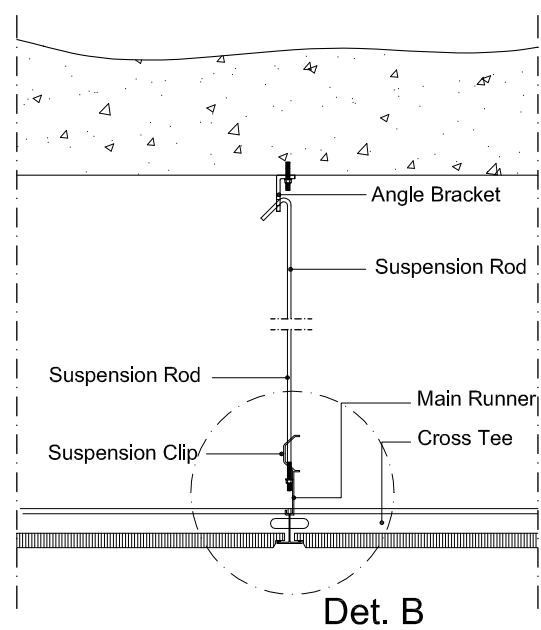 Angle Bracket
Suspension Rod
Suspension Rod
Main Runner
Cross Tee
Suspension Clip
Det. B